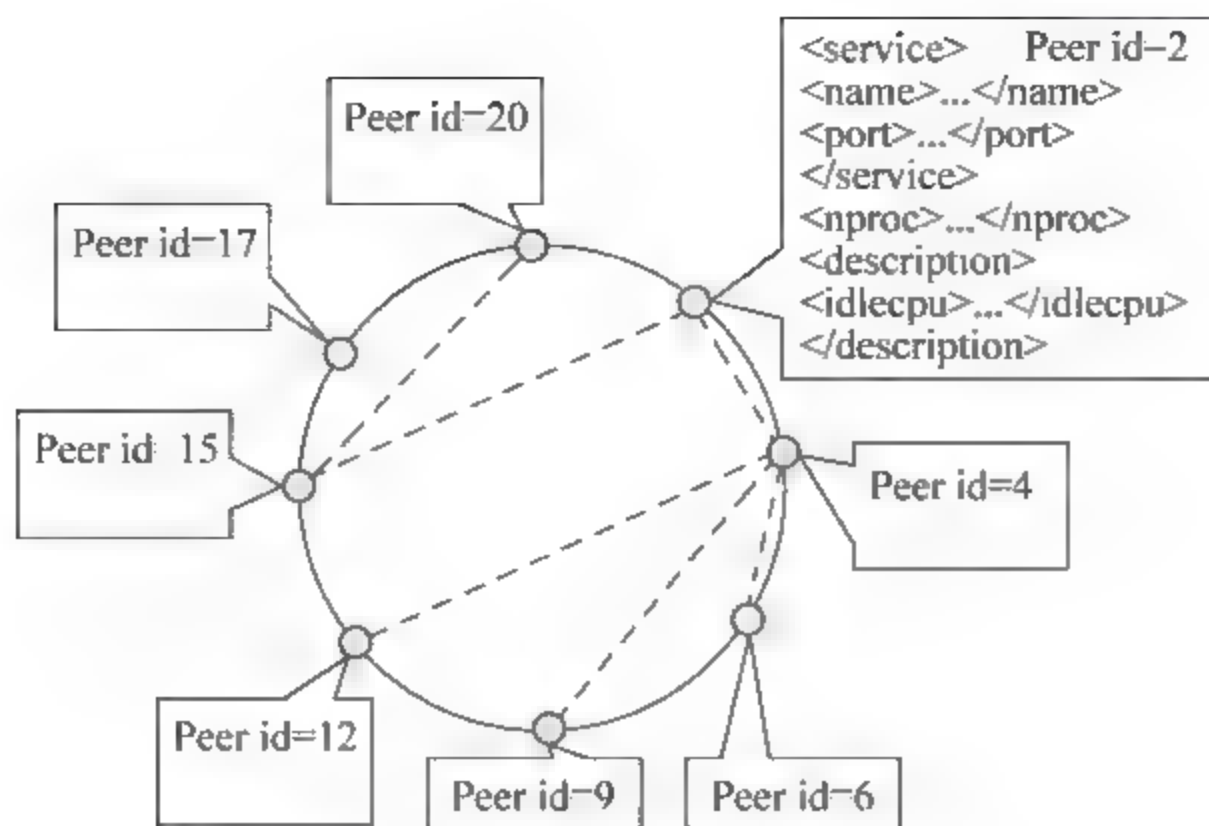 Peer id=20
<service> Peer id=2
<name>...</name>
<port>...</port>
</service>
<nproc>...</nproc>
<description>
<idlecpu>...</idlecpu>
</description>
Peer id=17
Peer id=15
Peer id=4
Peer id=12
Peer id=9
Peer id=6